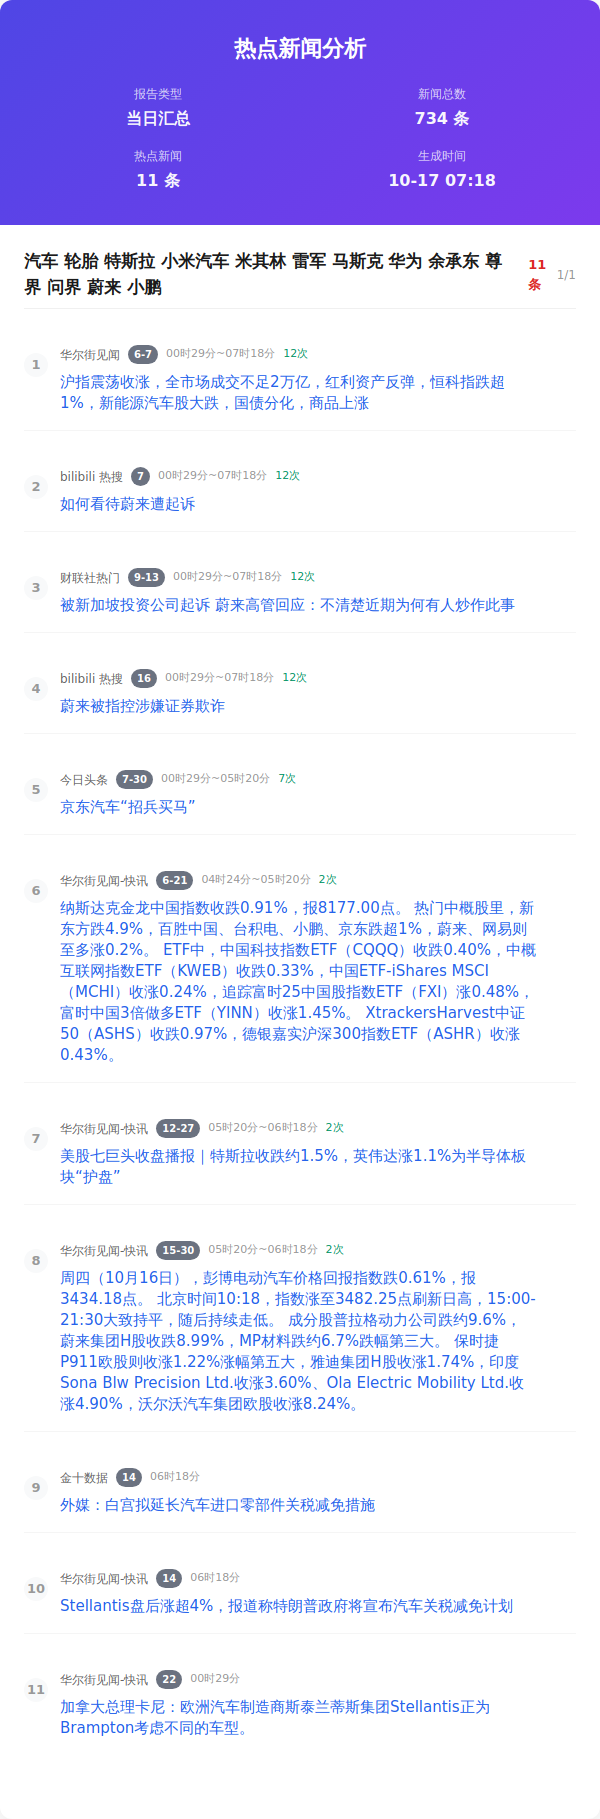 热点新闻分析
报告类型
新闻总数
当日汇总
734 条
热点新闻
生成时间
11 条
10-17 07:18
汽车 轮胎 特斯拉 小米汽车 米其林 雷军 马斯克 华为 余承东 尊
界 问界 蔚来 小鹏
11
条
1/1
1
华尔街见闻 6-7 00时29分~07时18分 12次
沪指震荡收涨，全市场成交不足2万亿，红利资产反弹，恒科指跌超
1%，新能源汽车股大跌，国债分化，商品上涨
2
bilibili 热搜 7 00时29分~07时18分 12次
如何看待蔚来遭起诉
3
财联社热门 9-13 00时29分~07时18分 12次
被新加坡投资公司起诉 蔚来高管回应：不清楚近期为何有人炒作此事
4
bilibili 热搜 16 00时29分~07时18分 12次
蔚来被指控涉嫌证券欺诈
5
今日头条 7-30 00时29分~05时20分 7次
京东汽车“招兵买马”
6
华尔街见闻-快讯 6-21 04时24分~05时20分 2次
纳斯达克金龙中国指数收跌0.91%，报8177.00点。 热门中概股里，新
东方跌4.9%，百胜中国、台积电、小鹏、京东跌超1%，蔚来、网易则
至多涨0.2%。 ETF中，中国科技指数ETF（CQQQ）收跌0.40%，中概
互联网指数ETF（KWEB）收跌0.33%，中国ETF-iShares MSCI
（MCHI）收涨0.24%，追踪富时25中国股指数ETF（FXI）涨0.48%，
富时中国3倍做多ETF（YINN）收涨1.45%。 XtrackersHarvest中证
50（ASHS）收跌0.97%，德银嘉实沪深300指数ETF（ASHR）收涨
0.43%。
7
华尔街见闻-快讯 12-27 05时20分~06时18分 2次
美股七巨头收盘播报｜特斯拉收跌约1.5%，英伟达涨1.1%为半导体板
块“护盘”
8
华尔街见闻-快讯 15-30 05时20分~06时18分 2次
周四（10月16日），彭博电动汽车价格回报指数跌0.61%，报
3434.18点。 北京时间10:18，指数涨至3482.25点刷新日高，15:00-
21:30大致持平，随后持续走低。 成分股普拉格动力公司跌约9.6%，
蔚来集团H股收跌8.99%，MP材料跌约6.7%跌幅第三大。 保时捷
P911欧股则收涨1.22%涨幅第五大，雅迪集团H股收涨1.74%，印度
Sona Blw Precision Ltd.收涨3.60%、Ola Electric Mobility Ltd.收
涨4.90%，沃尔沃汽车集团欧股收涨8.24%。
9
金十数据 14 06时18分
外媒：白宫拟延长汽车进口零部件关税减免措施
10
华尔街见闻-快讯 14 06时18分
Stellantis盘后涨超4%，报道称特朗普政府将宣布汽车关税减免计划
11
华尔街见闻-快讯 22 00时29分
加拿大总理卡尼：欧洲汽车制造商斯泰兰蒂斯集团Stellantis正为
Brampton考虑不同的车型。